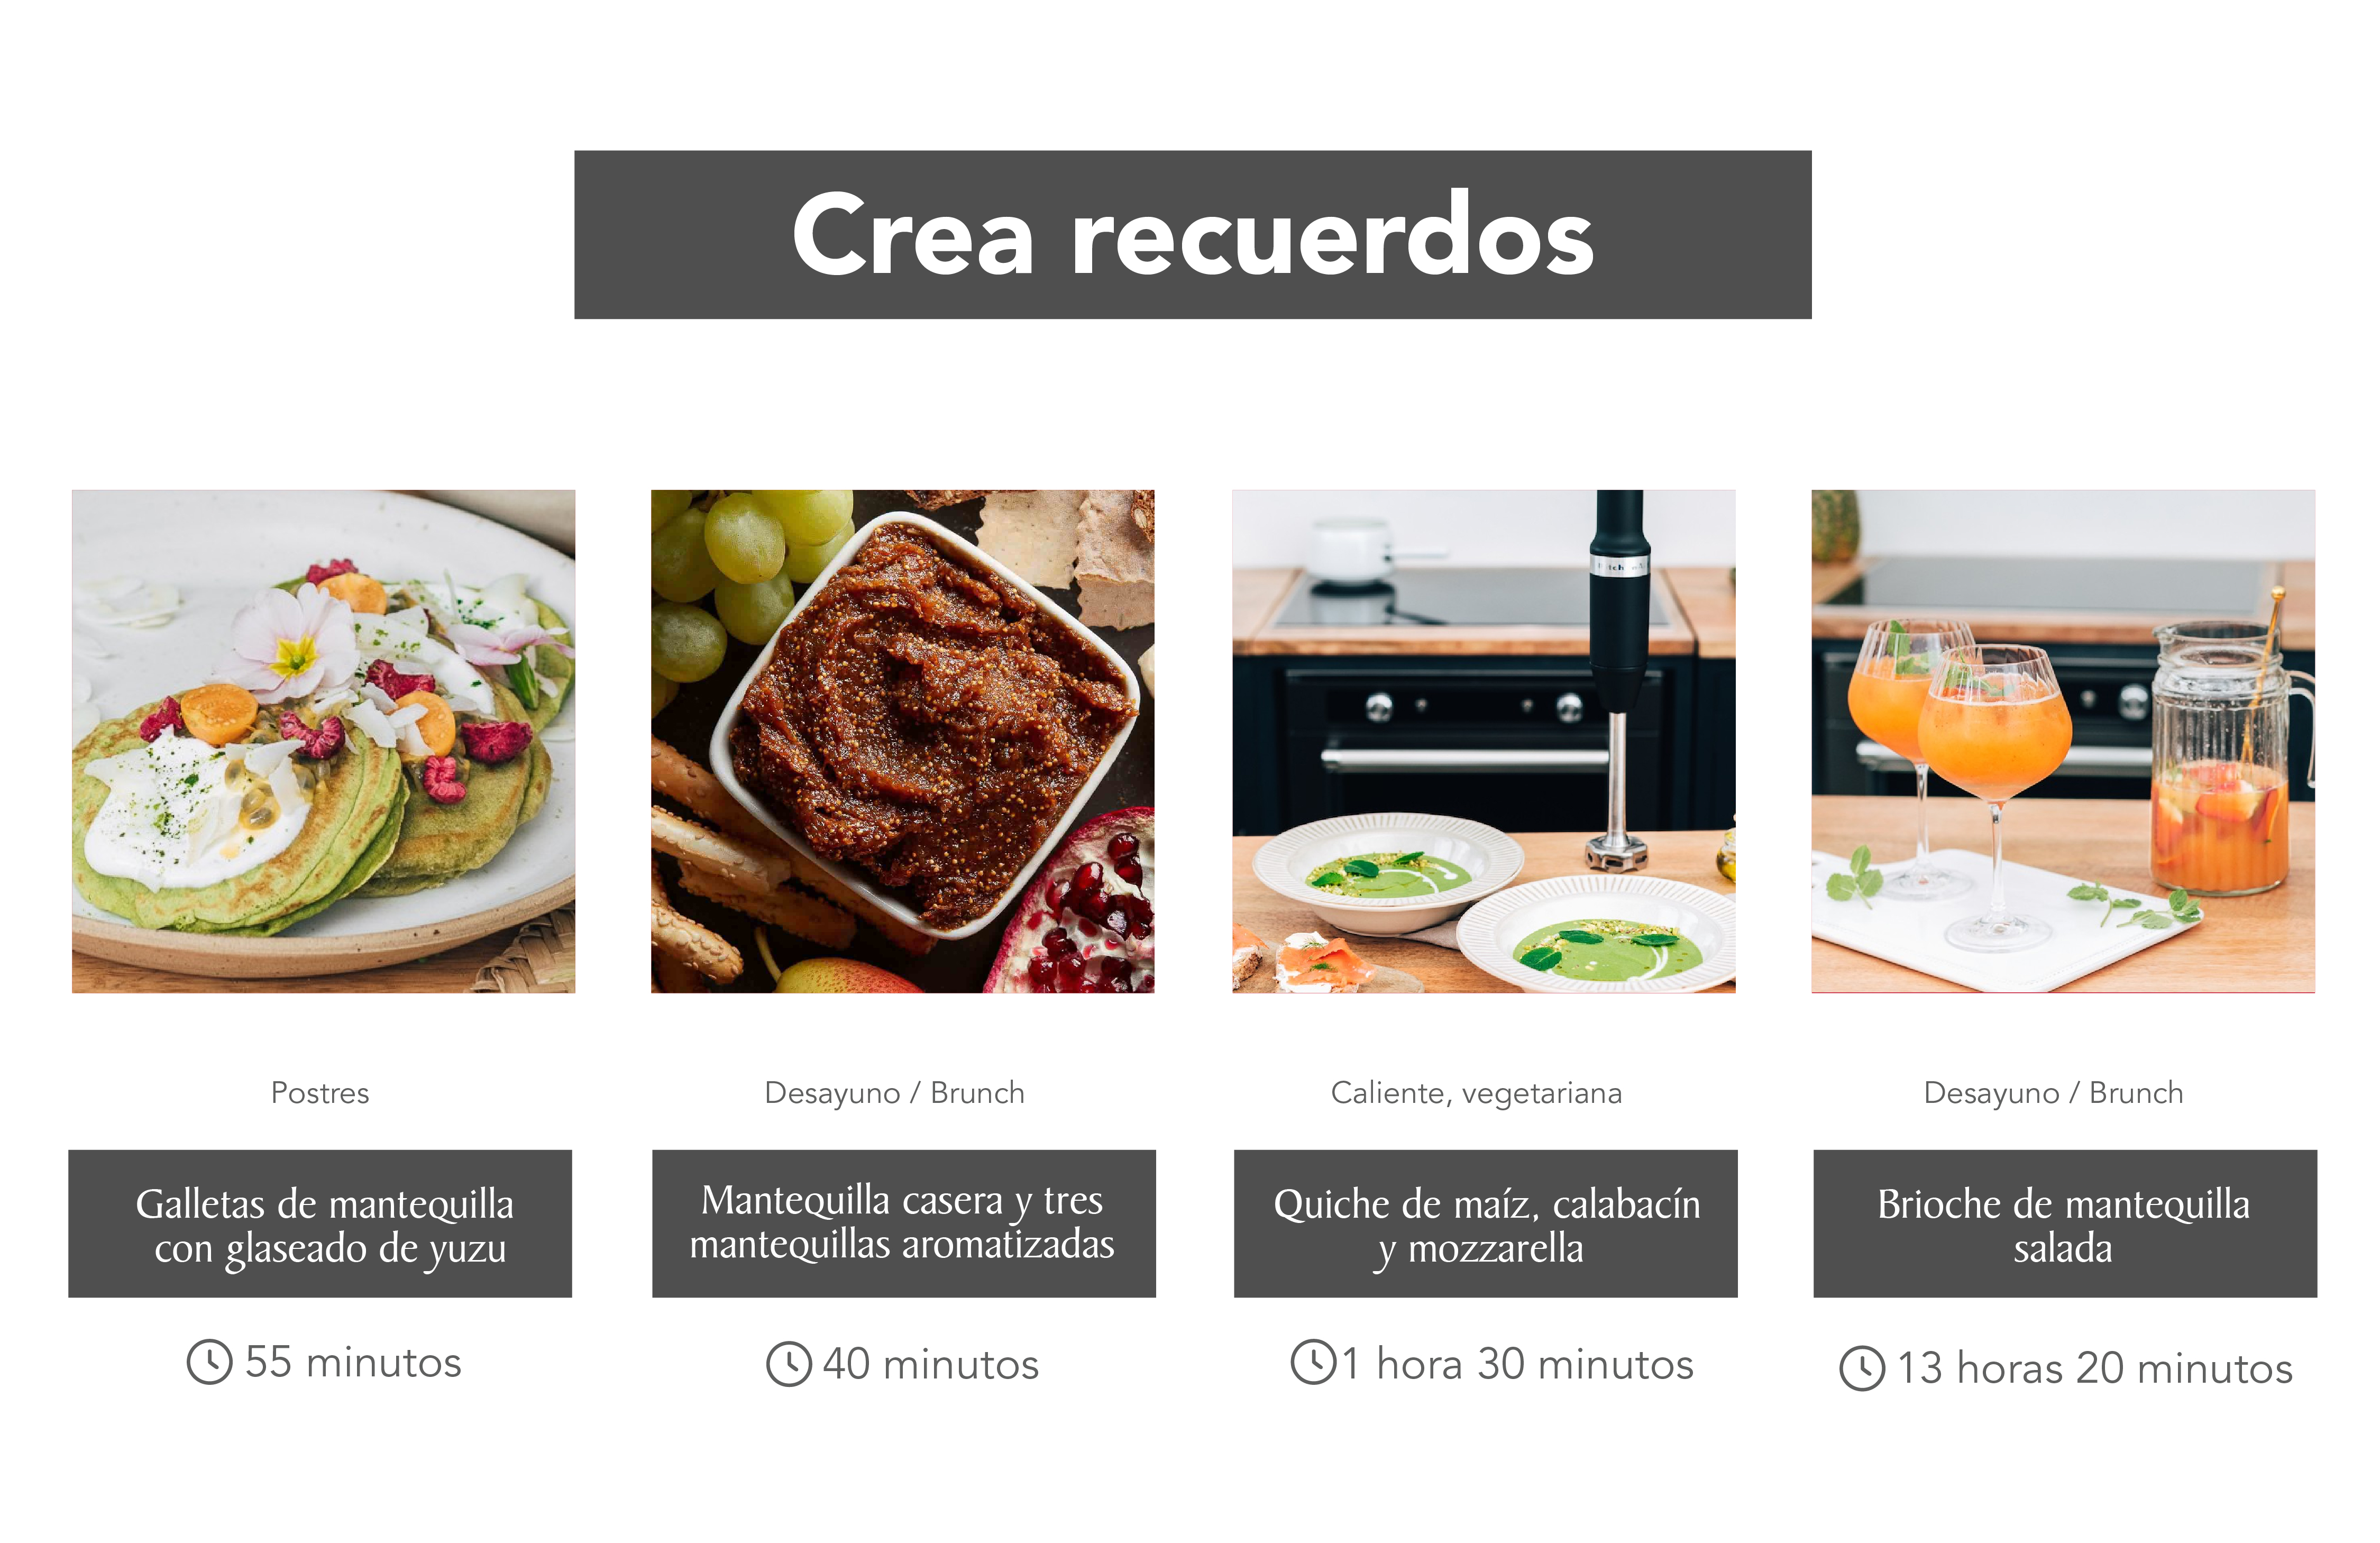 Crea recuerdos
Postres
Galletas de mantequilla
con glaseado de yuzu
55 minutos
Desayuno / Brunch
Mantequilla casera y tres
mantequillas aromatizadas
40 minutos
Caliente, vegetariana
Quiche de maíz, calabacín
y mozzarella
1 hora 30 minutos
Desayuno / Brunch
Brioche de mantequilla
salada
13 horas 20 minutos